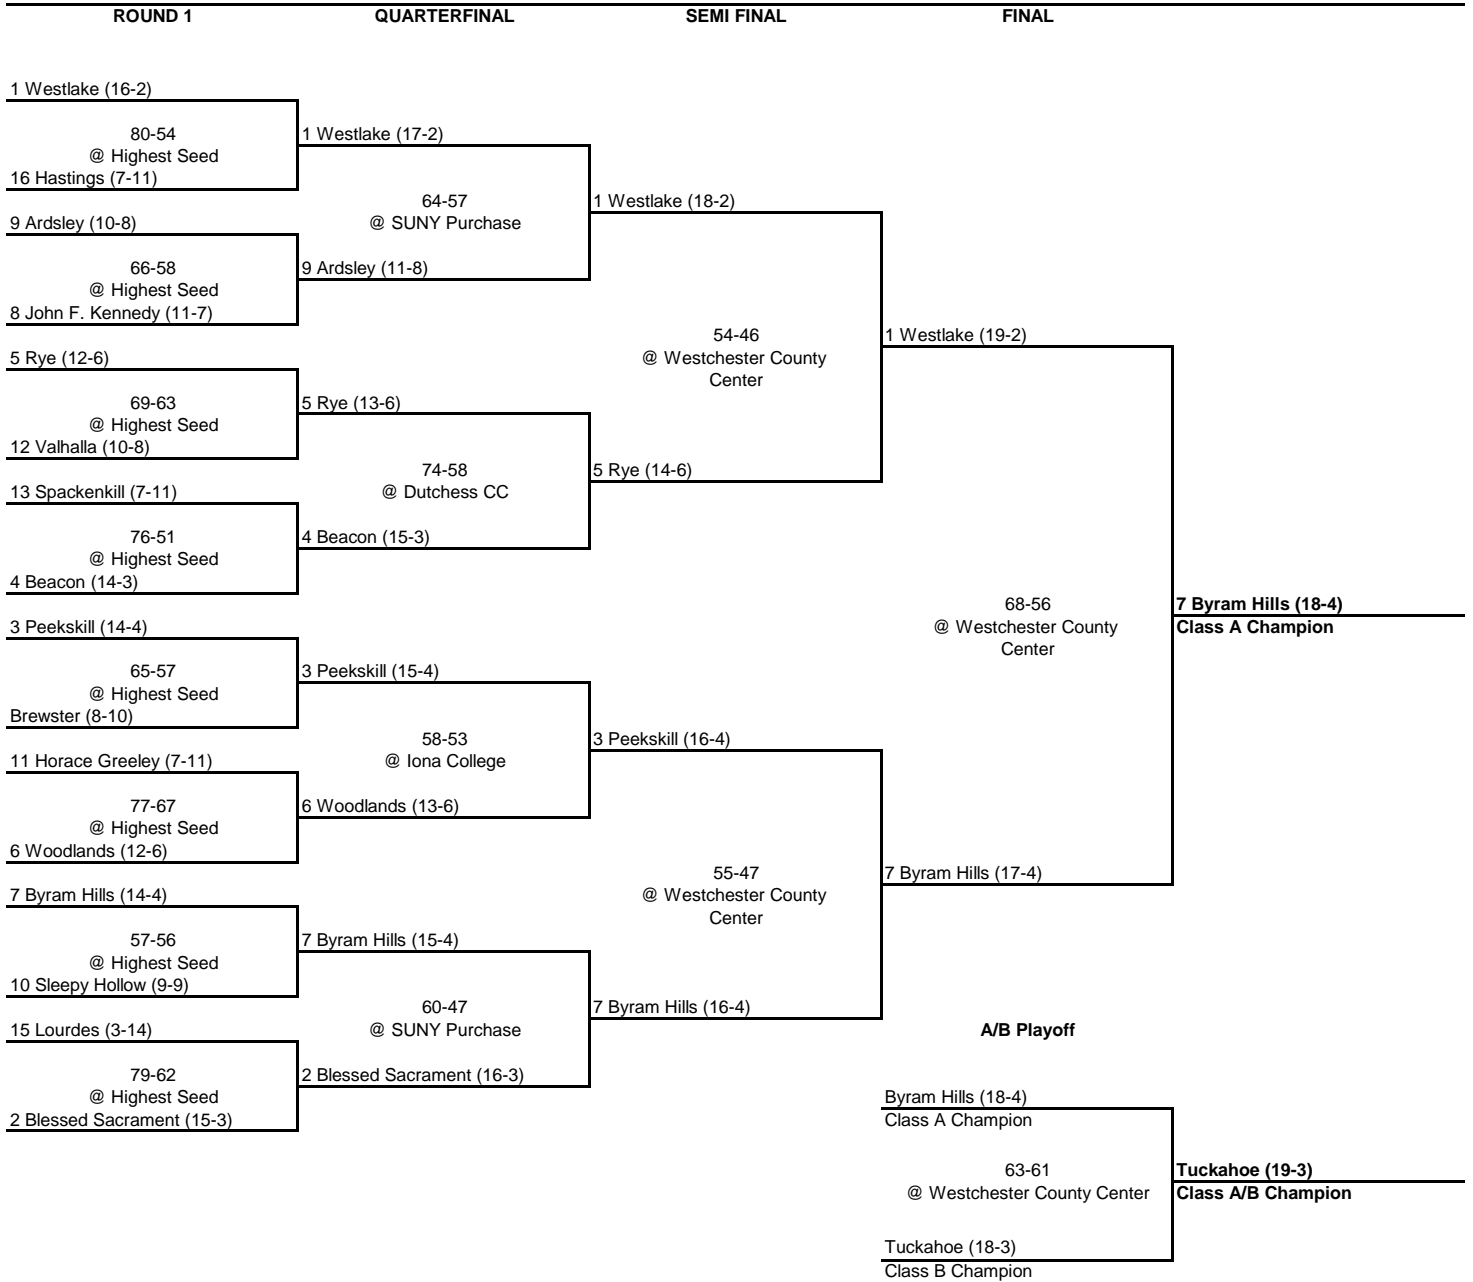 ROUND 1
QUARTERFINAL
SEMI FINAL
FINAL
1 Westlake (16-2)
80-54
@ Highest Seed
16 Hastings (7-11)
9 Ardsley (10-8)
66-58
@ Highest Seed
8 John F. Kennedy (11-7)
5 Rye (12-6)
69-63
@ Highest Seed
12 Valhalla (10-8)
13 Spackenkill (7-11)
76-51
@ Highest Seed
4 Beacon (14-3)
3 Peekskill (14-4)
65-57
@ Highest Seed
Brewster (8-10)
11 Horace Greeley (7-11)
77-67
@ Highest Seed
6 Woodlands (12-6)
7 Byram Hills (14-4)
57-56
@ Highest Seed
10 Sleepy Hollow (9-9)
15 Lourdes (3-14)
79-62
@ Highest Seed
2 Blessed Sacrament (15-3)
1 Westlake (17-2)
64-57
@ SUNY Purchase
9 Ardsley (11-8)
5 Rye (13-6)
74-58
@ Dutchess CC
4 Beacon (15-3)
3 Peekskill (15-4)
58-53
@ Iona College
6 Woodlands (13-6)
7 Byram Hills (15-4)
60-47
@ SUNY Purchase
2 Blessed Sacrament (16-3)
1 Westlake (18-2)
54-46
@ Westchester County
Center
5 Rye (14-6)
3 Peekskill (16-4)
55-47
@ Westchester County
Center
7 Byram Hills (16-4)
1 Westlake (19-2)
68-56
@ Westchester County
Center
7 Byram Hills (17-4)
7 Byram Hills (18-4)
Class A Champion
A/B Playoff
Byram Hills (18-4)
Class A Champion
63-61
@ Westchester County Center
Tuckahoe (18-3)
Class B Champion
Tuckahoe (19-3)
Class A/B Champion